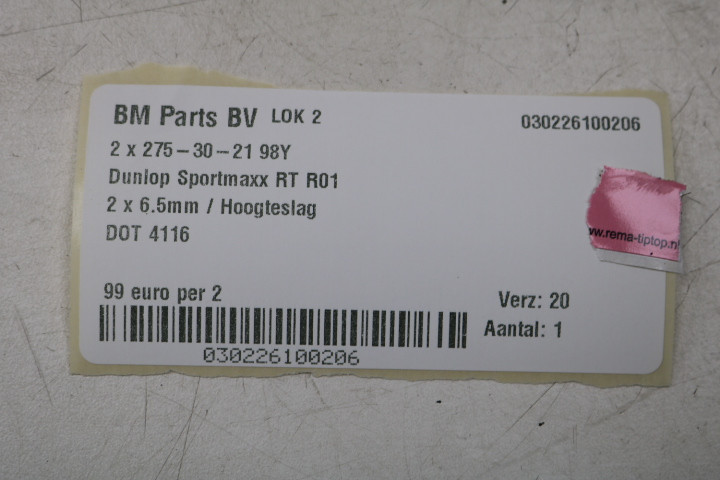 BM Parts BV LOK 2 030226100206
2 x 275-30-21 98Y
Dunlop Sportmaxx RT R01
2 x 6.5mm / Hoogteslag
DOT 4116
www.rema-tiptop.nl
99 euro per 2 Verz: 20
Aantal: 1
030226100206